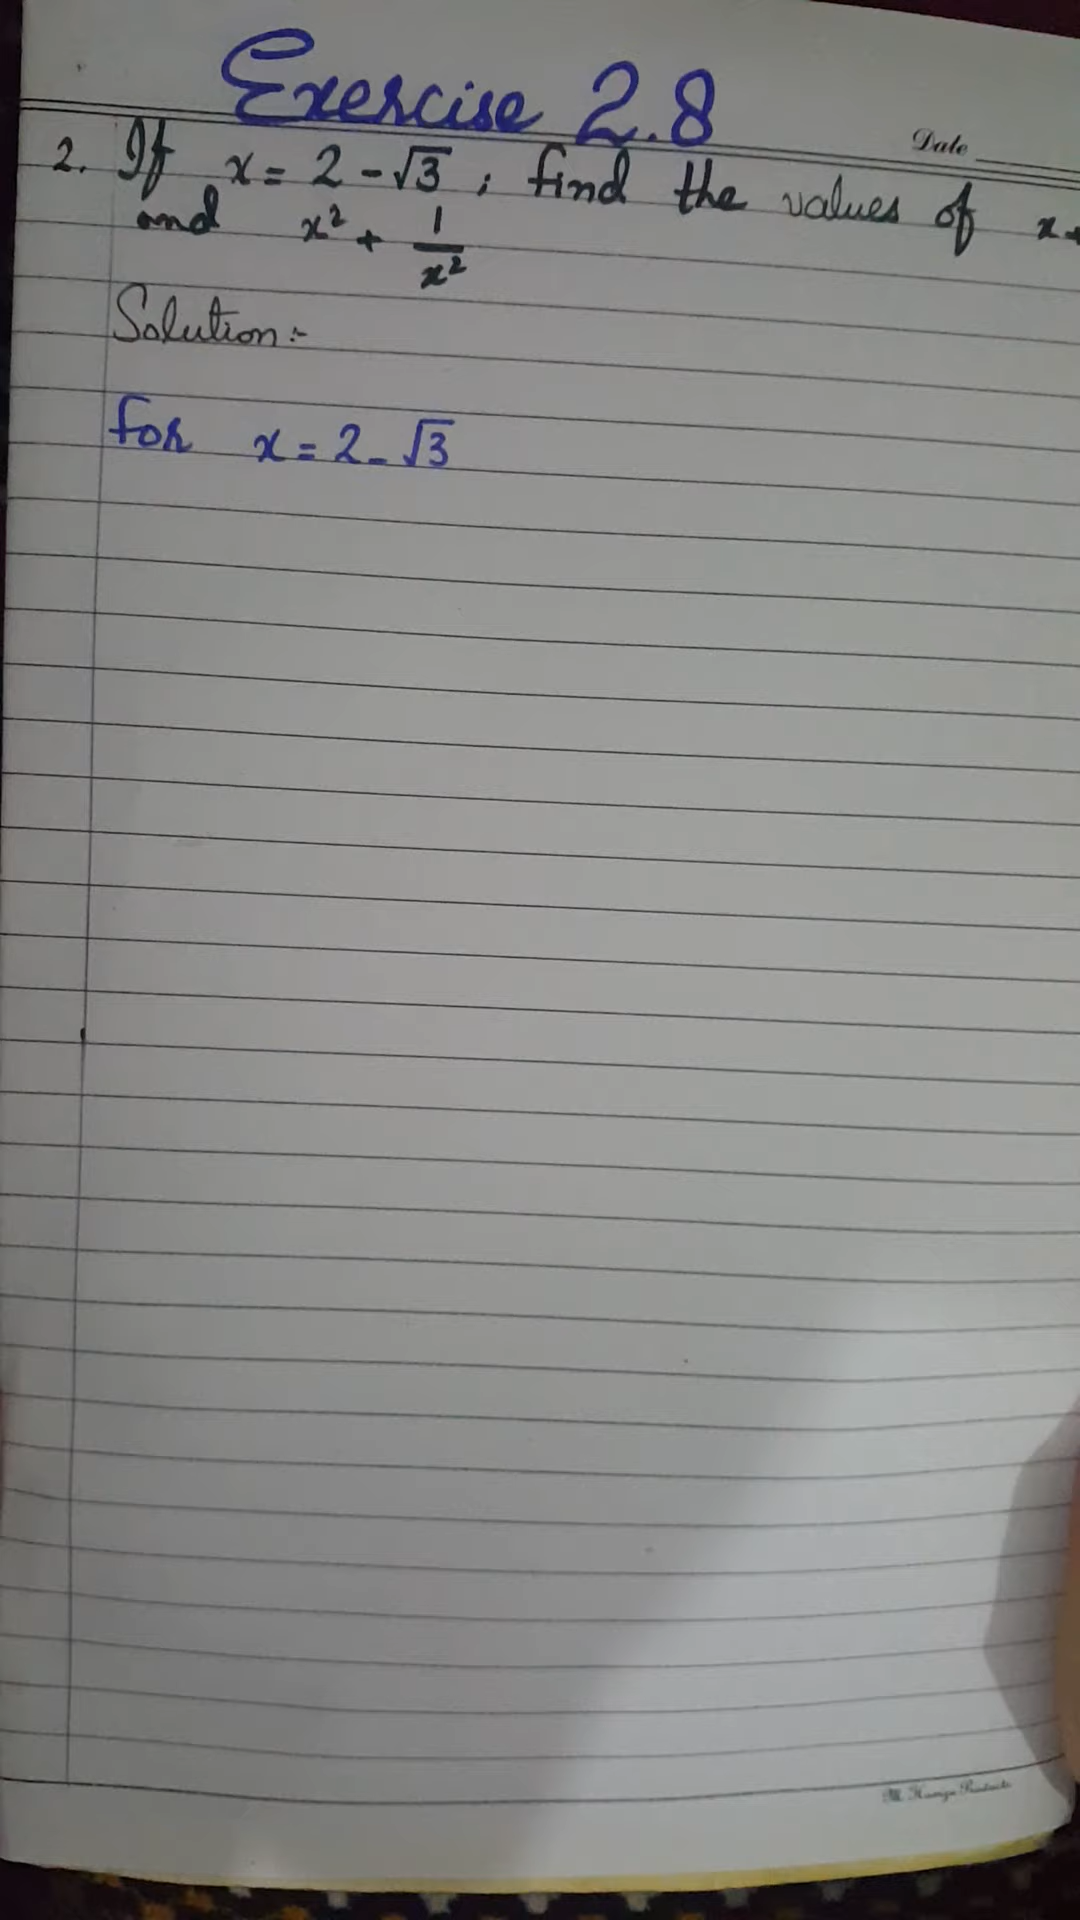 Exercise 2.8
Date
2. If x = 2 - √3 ; find the values of x +
and x² + 1/x²
Solution:-
for x = 2 - √3